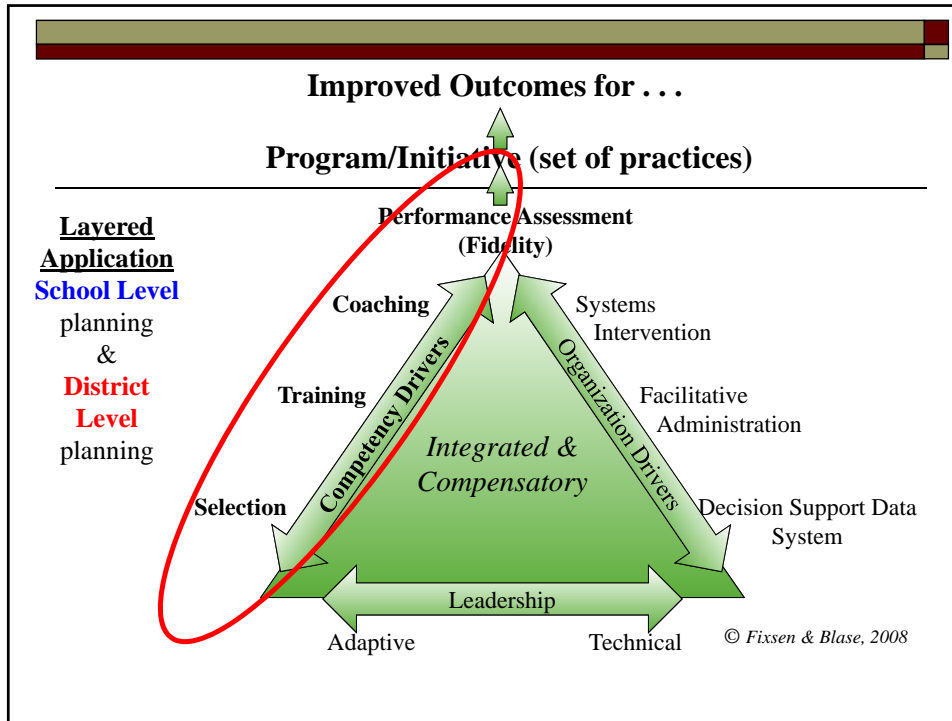 Improved Outcomes for . . .
Program/Initiative (set of practices)
Performance Assessment
(Fidelity)
Layered
Application
School Level
planning
&
District
Level
planning
Coaching
Training
Selection
Competency Drivers
Integrated &
Compensatory
Organization Drivers
Systems
Intervention
Facilitative
Administration
Decision Support Data
System
Leadership
Adaptive
Technical
© Fixsen & Blase, 2008